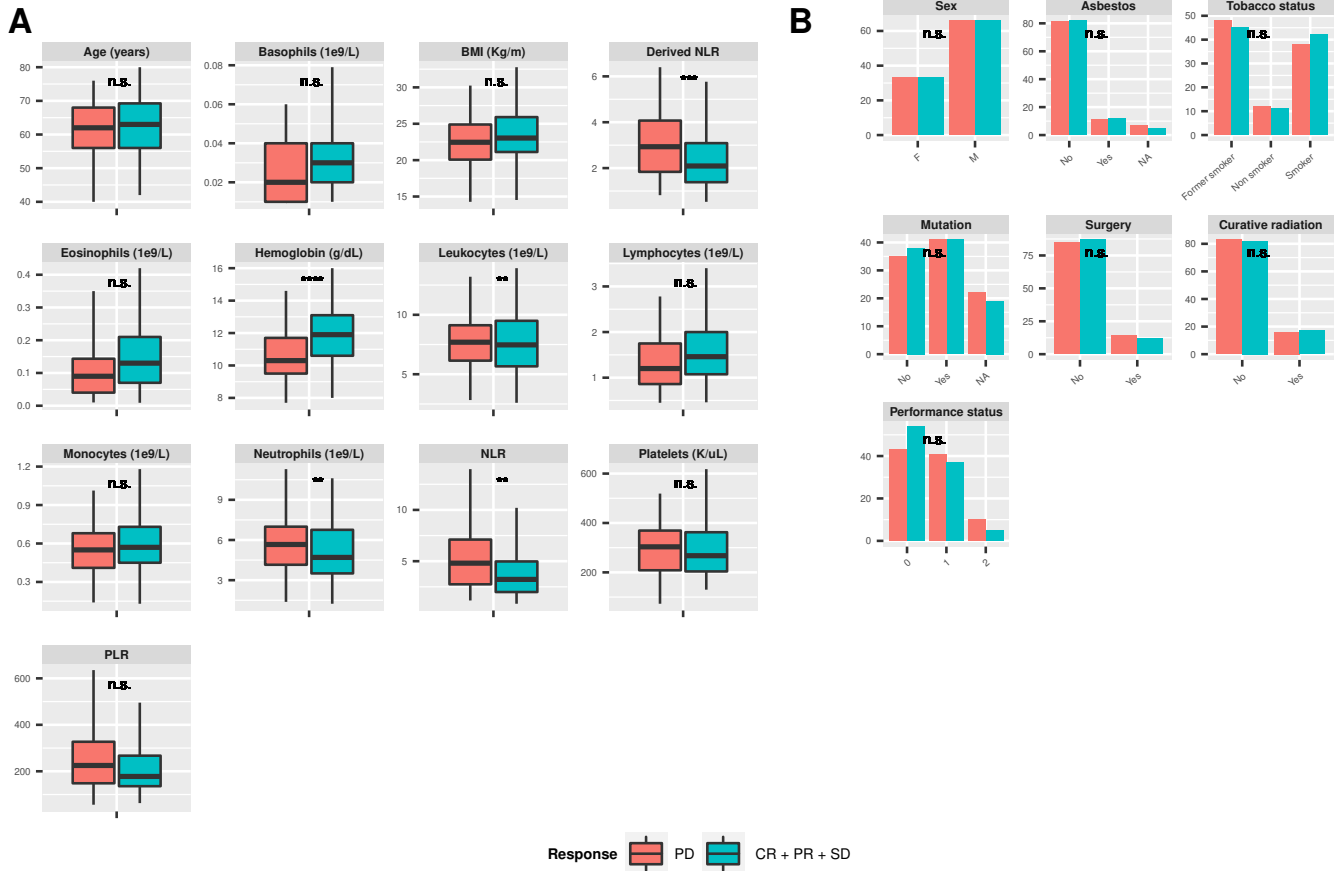 A
Age (years)
n.s.
80
70
60
50
40
Basophils (1e9/L)
n.s.
0.08
0.06
0.04
0.02
BMI (Kg/m)
n.s.
30
25
20
15
Derived NLR
***
6
4
2
Eosinophils (1e9/L)
n.s.
0.4
0.3
0.2
0.1
0.0
Hemoglobin (g/dL)
****
16
14
12
10
8
Leukocytes (1e9/L)
**
10
5
Lymphocytes (1e9/L)
n.s.
3
2
1
Monocytes (1e9/L)
n.s.
1.2
0.9
0.6
0.3
Neutrophils (1e9/L)
**
9
6
3
NLR
**
10
5
Platelets (K/uL)
n.s.
600
400
200
PLR
n.s.
600
400
200
B
Sex
n.s.
60
40
20
0
F
M
Asbestos
n.s.
80
60
40
20
0
No
Yes
NA
Tobacco status
n.s.
50
40
30
20
10
0
Former smoker
Non smoker
Smoker
Mutation
n.s.
40
30
20
10
0
No
Yes
NA
Surgery
n.s.
75
50
25
0
No
Yes
Curative radiation
n.s.
80
60
40
20
0
No
Yes
Performance status
n.s.
40
20
0
0
1
2
Response PD CR + PR + SD